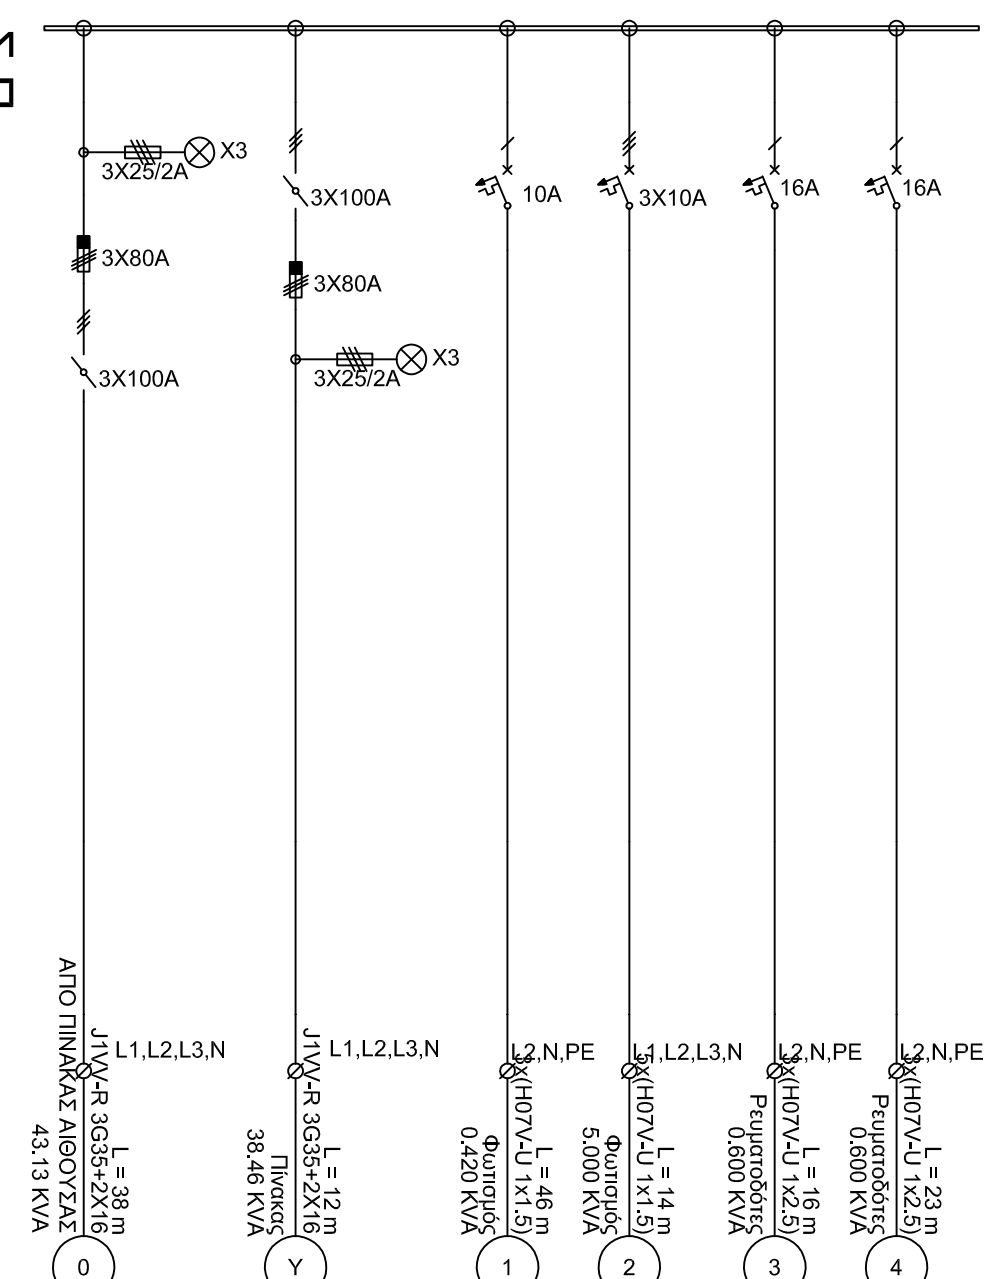 X3
3X25/2A
3X80A
3X100A
ΑΠΟ ΠΙΝΑΚΑΣ ΑΙΘΟΥΣΑΣ
43.13 KVA
J1VV-R 3G35+2X16
L = 38 m
L1,L2,L3,N
0
3X100A
3X80A
X3
3X25/2A
L1,L2,L3,N
J1VV-R 3G35+2X16
L = 12 m
Πίνακας
38.46 KVA
Y
10A
L2,N,PE
3x(H07V-U 1x1.5)
L = 46 m
Φωτισμός
0.420 KVA
1
3X10A
L1,L2,L3,N
5x(H07V-U 1x1.5)
L = 14 m
Φωτισμός
5.000 KVA
2
16A
L2,N,PE
3x(H07V-U 1x2.5)
L = 16 m
Ρευματοδότες
0.600 KVA
3
16A
L2,N,PE
3x(H07V-U 1x2.5)
L = 23 m
Ρευματοδότες
0.600 KVA
4